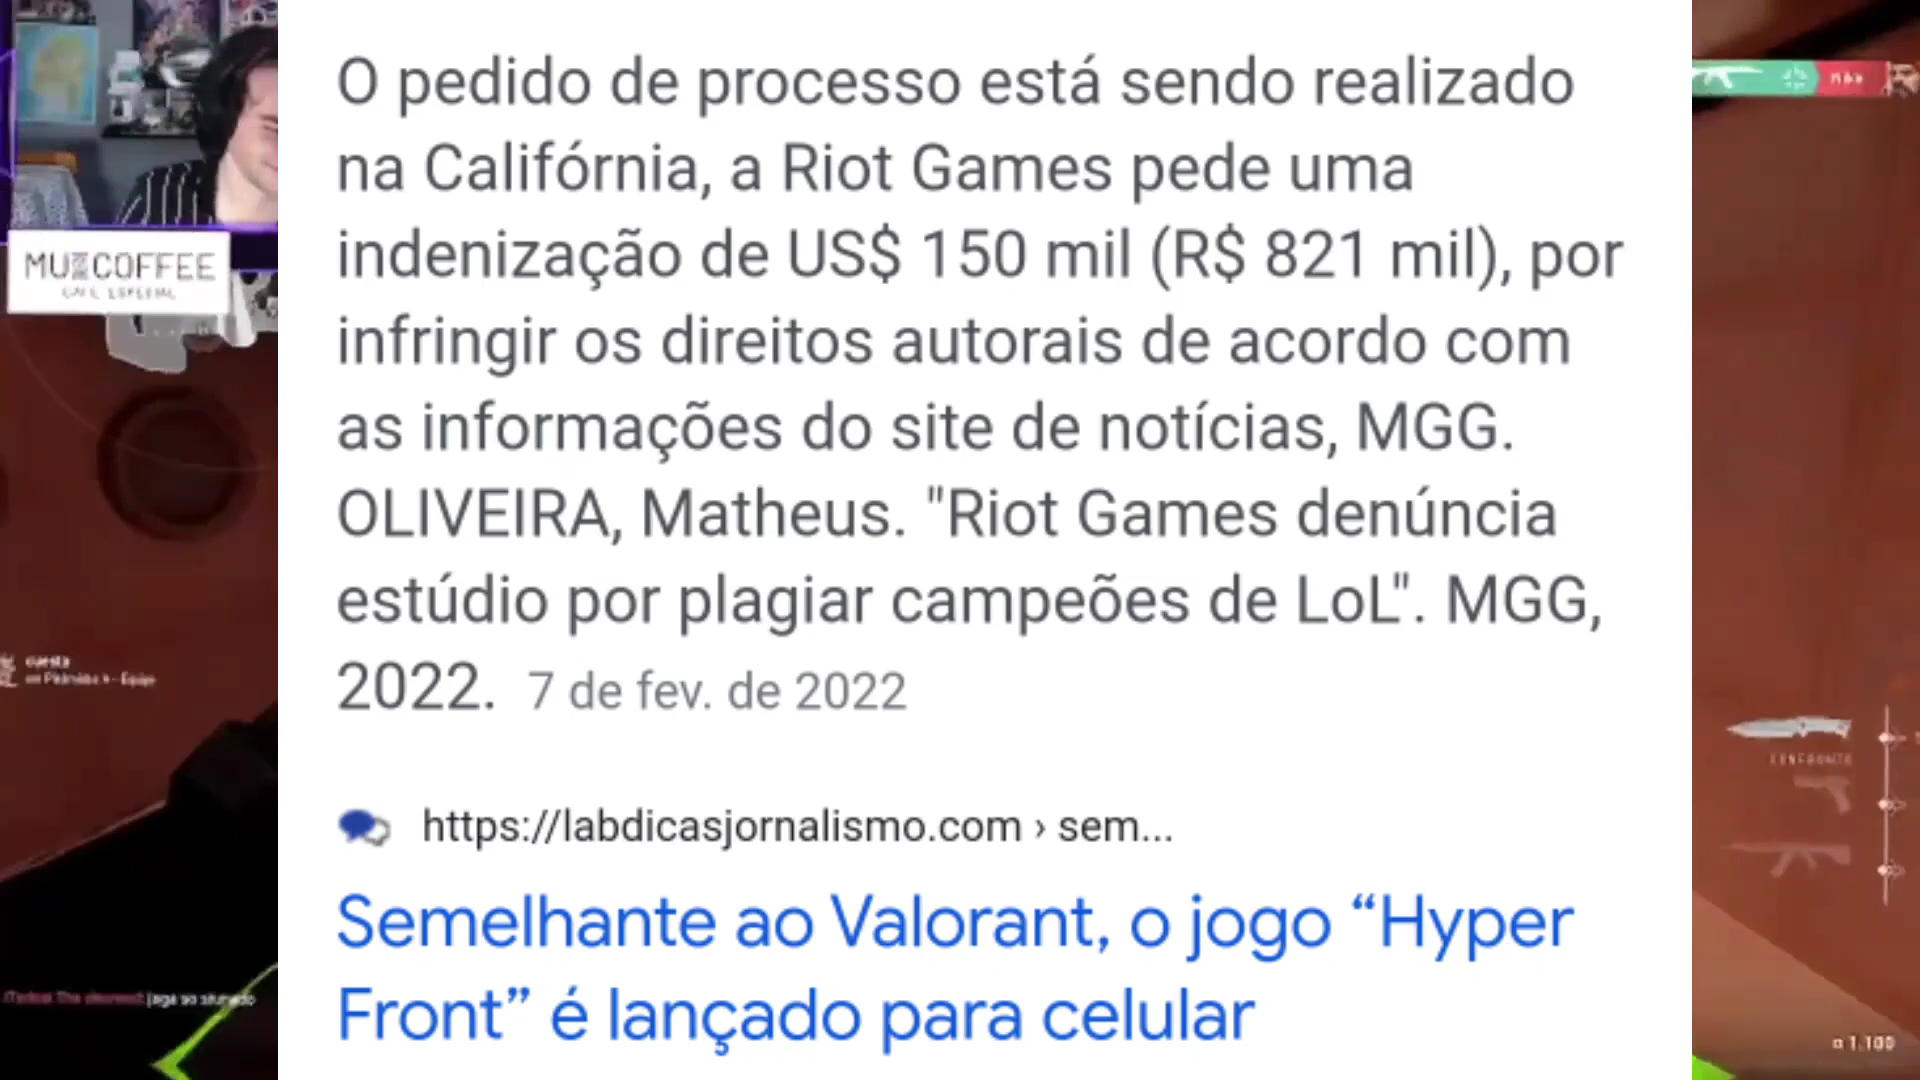 O pedido de processo está sendo realizado
na Califórnia, a Riot Games pede uma
indenização de US$ 150 mil (R$ 821 mil), por
infringir os direitos autorais de acordo com
as informações do site de notícias, MGG.
OLIVEIRA, Matheus. "Riot Games denúncia
estúdio por plagiar campeões de LoL". MGG,
2022. 7 de fev. de 2022
https://labdicasjornalismo.com › sem...
Semelhante ao Valorant, o jogo “Hyper
Front” é lançado para celular
COFFEE
1.100